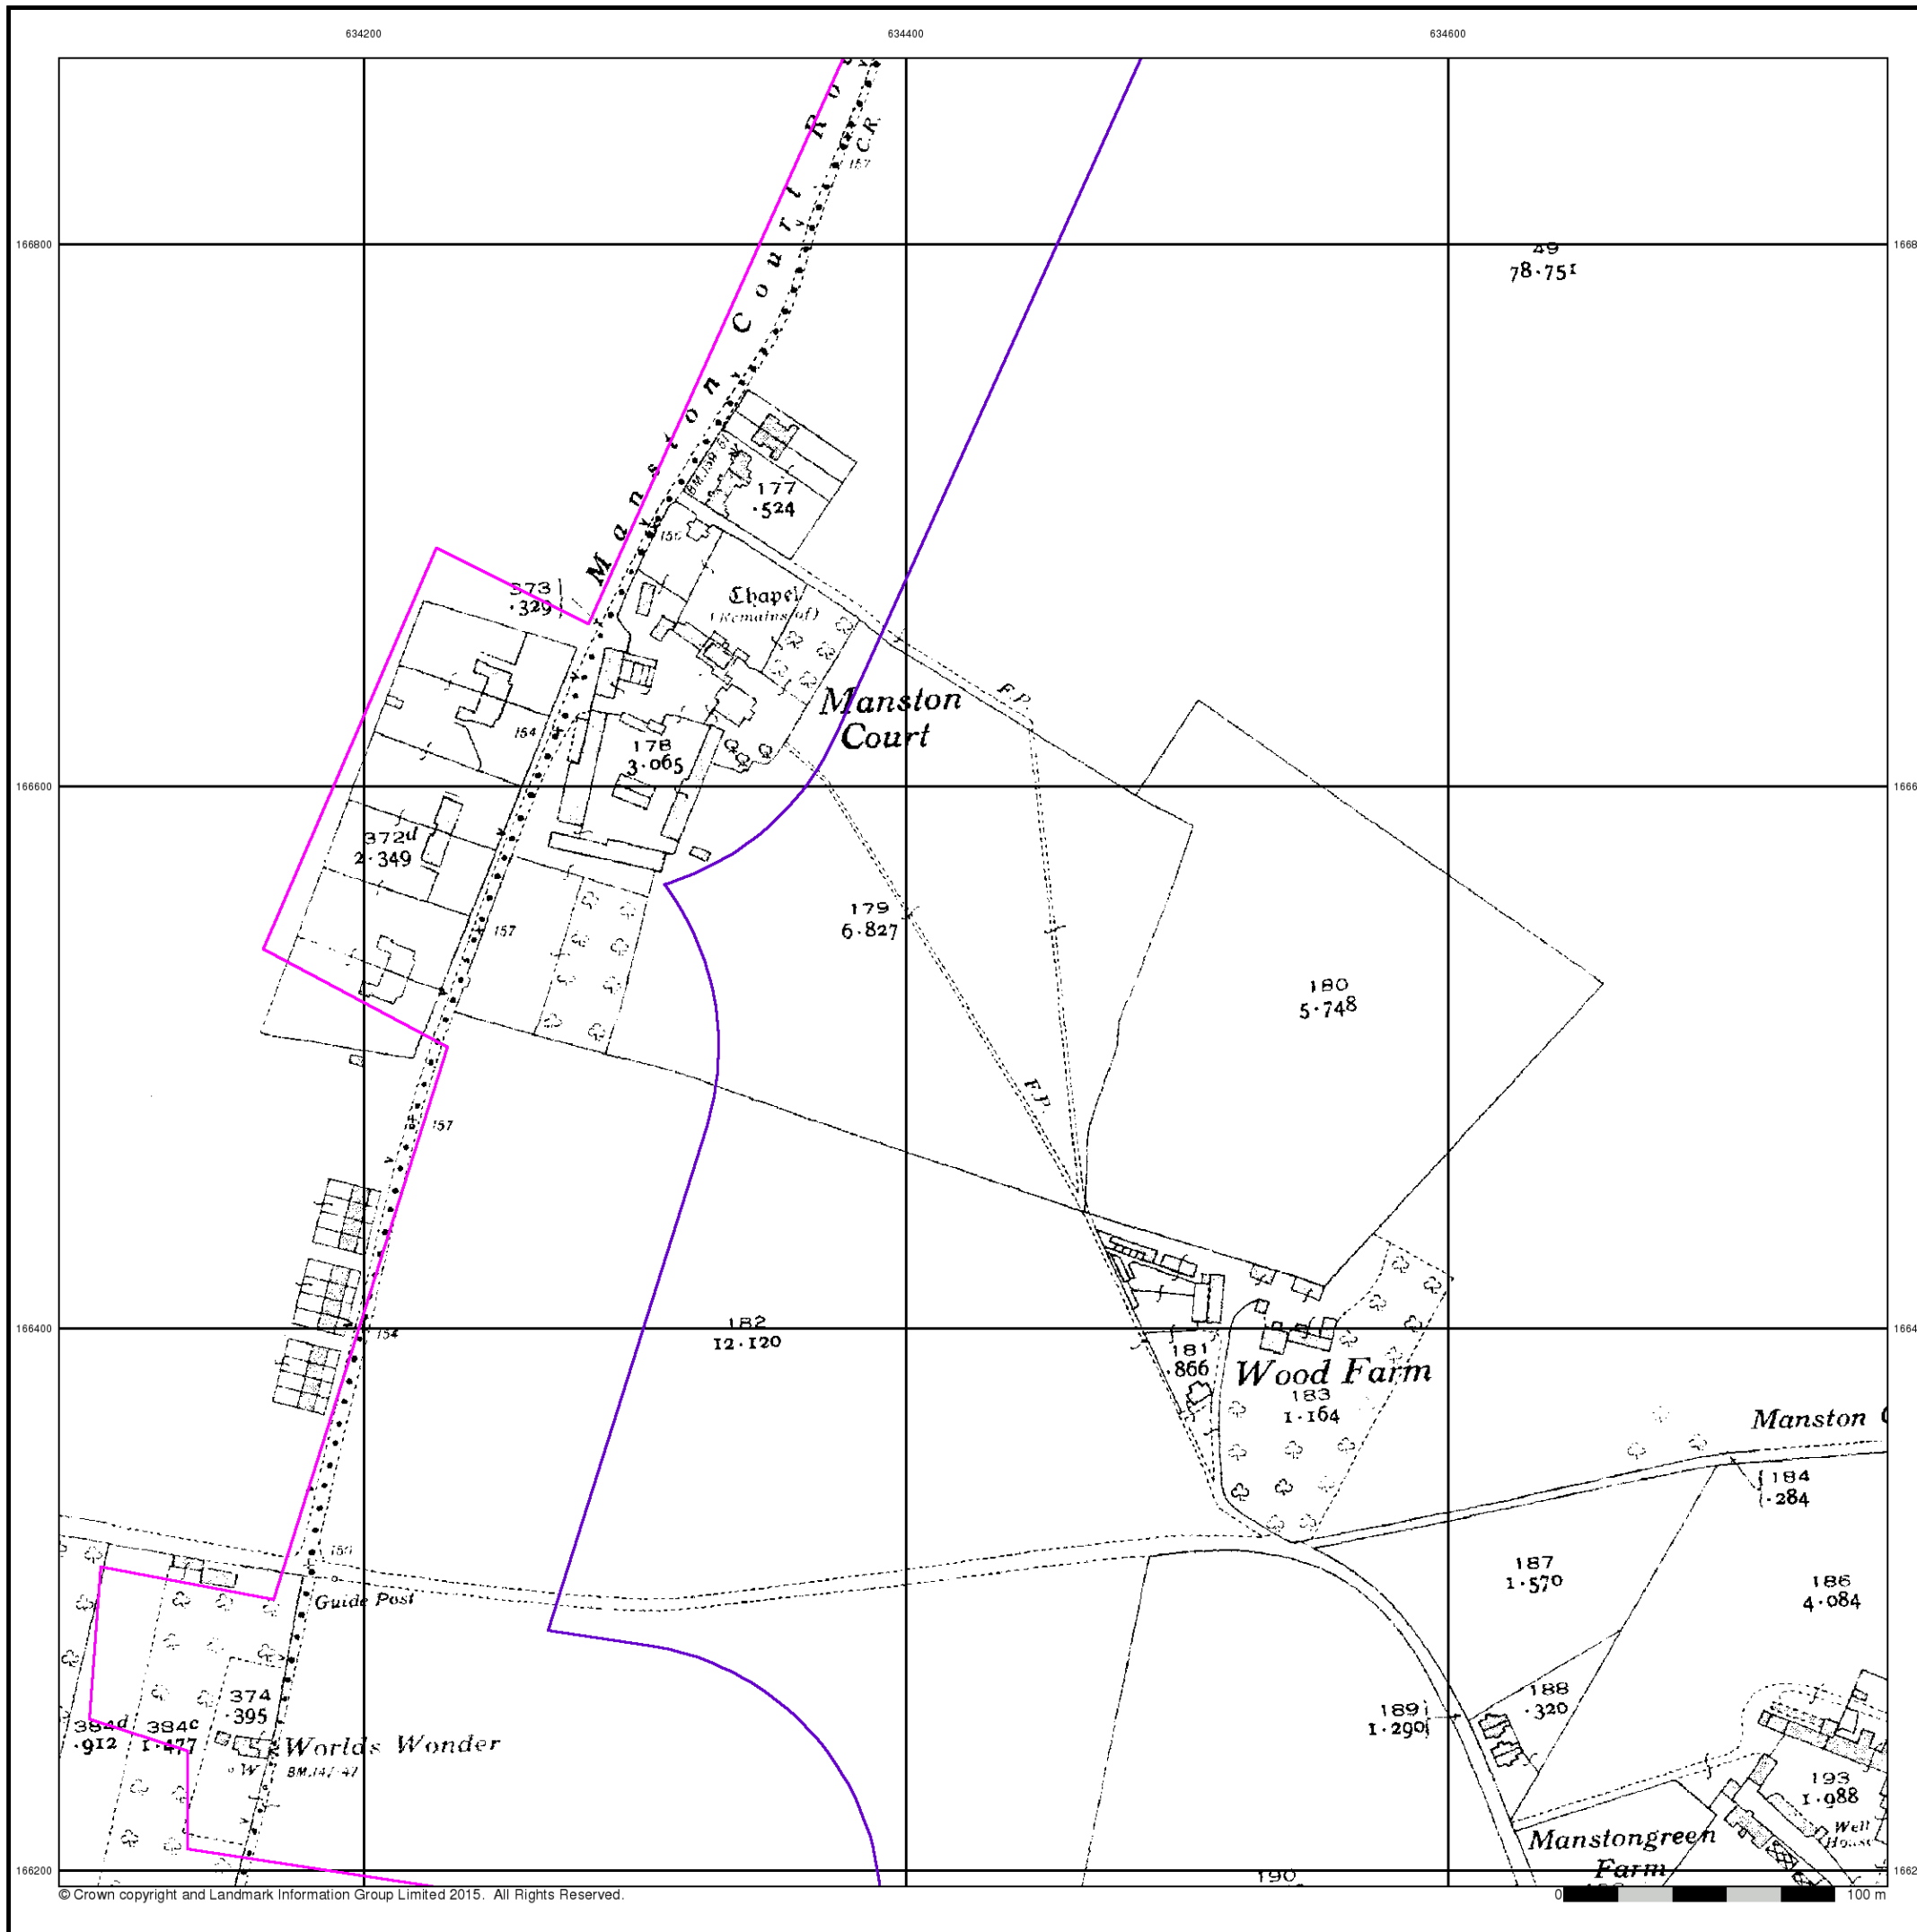 634200
634400
634600
166800
49
78·751
C.R.
157
Manston Court
177
·524
150
Chapel
(Remains of)
373
·329
Manston
Court
F.P.
154
178
3·065
166600
372d
2·349
157
179
6·827
180
5·748
F.P.
157
166400
154
182
12·120
181
·866
Wood Farm
183
1·164
Manston
184
·284
Guide Post
187
1·570
186
4·084
374
·395
188
·320
189
1·290
384d
·912
384c
1·477
Worlds Wonder
W
BM.147·47
193
1·988
Well
House
Manstongreen
Farm
166200
190
© Crown copyright and Landmark Information Group Limited 2015. All Rights Reserved.
0
100 m